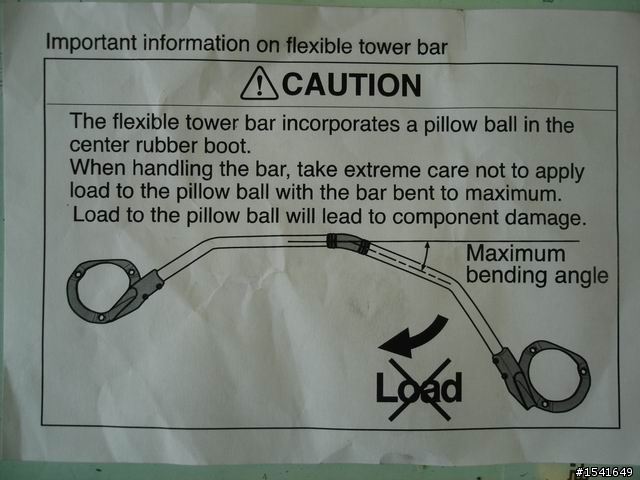 Important information on flexible tower bar
CAUTION
The flexible tower bar incorporates a pillow ball in the
center rubber boot.
When handling the bar, take extreme care not to apply
load to the pillow ball with the bar bent to maximum.
Load to the pillow ball will lead to component damage.
Maximum
bending angle
Load
#1541649